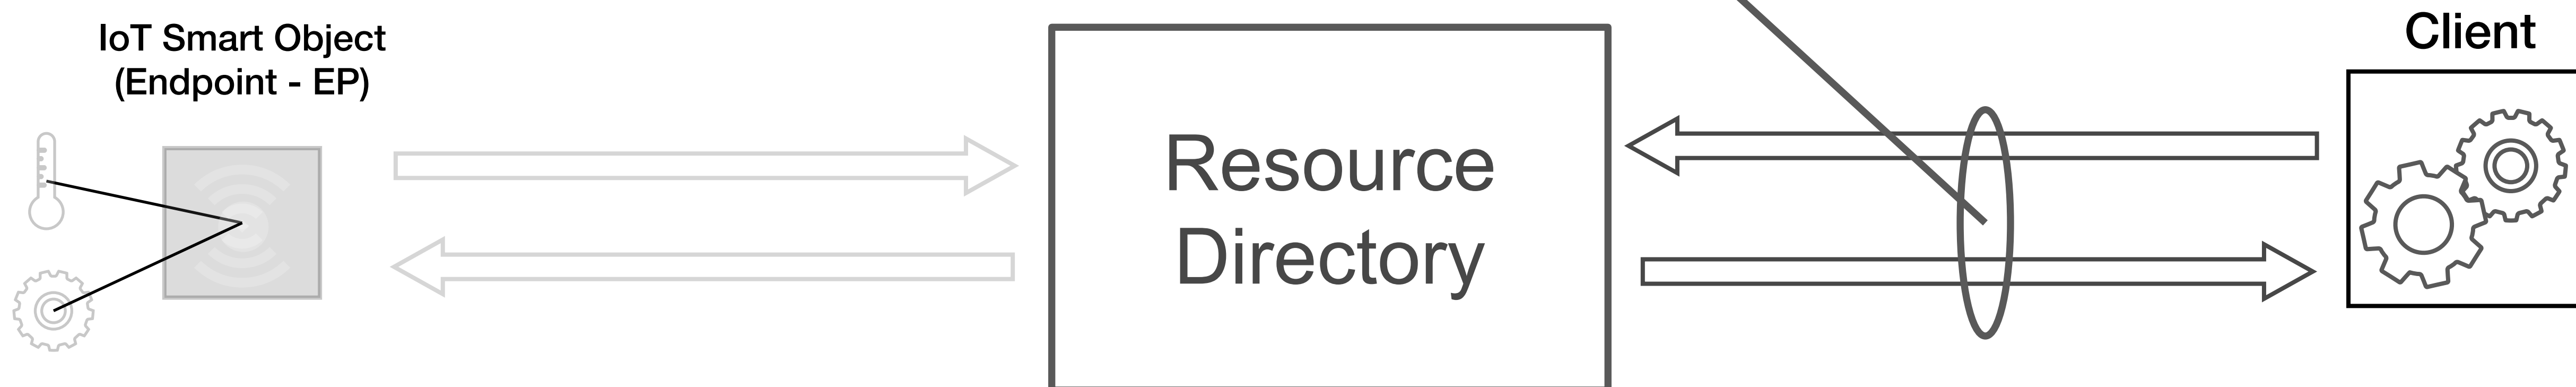 IoT Smart Object
(Endpoint - EP)
Resource
Directory
Client